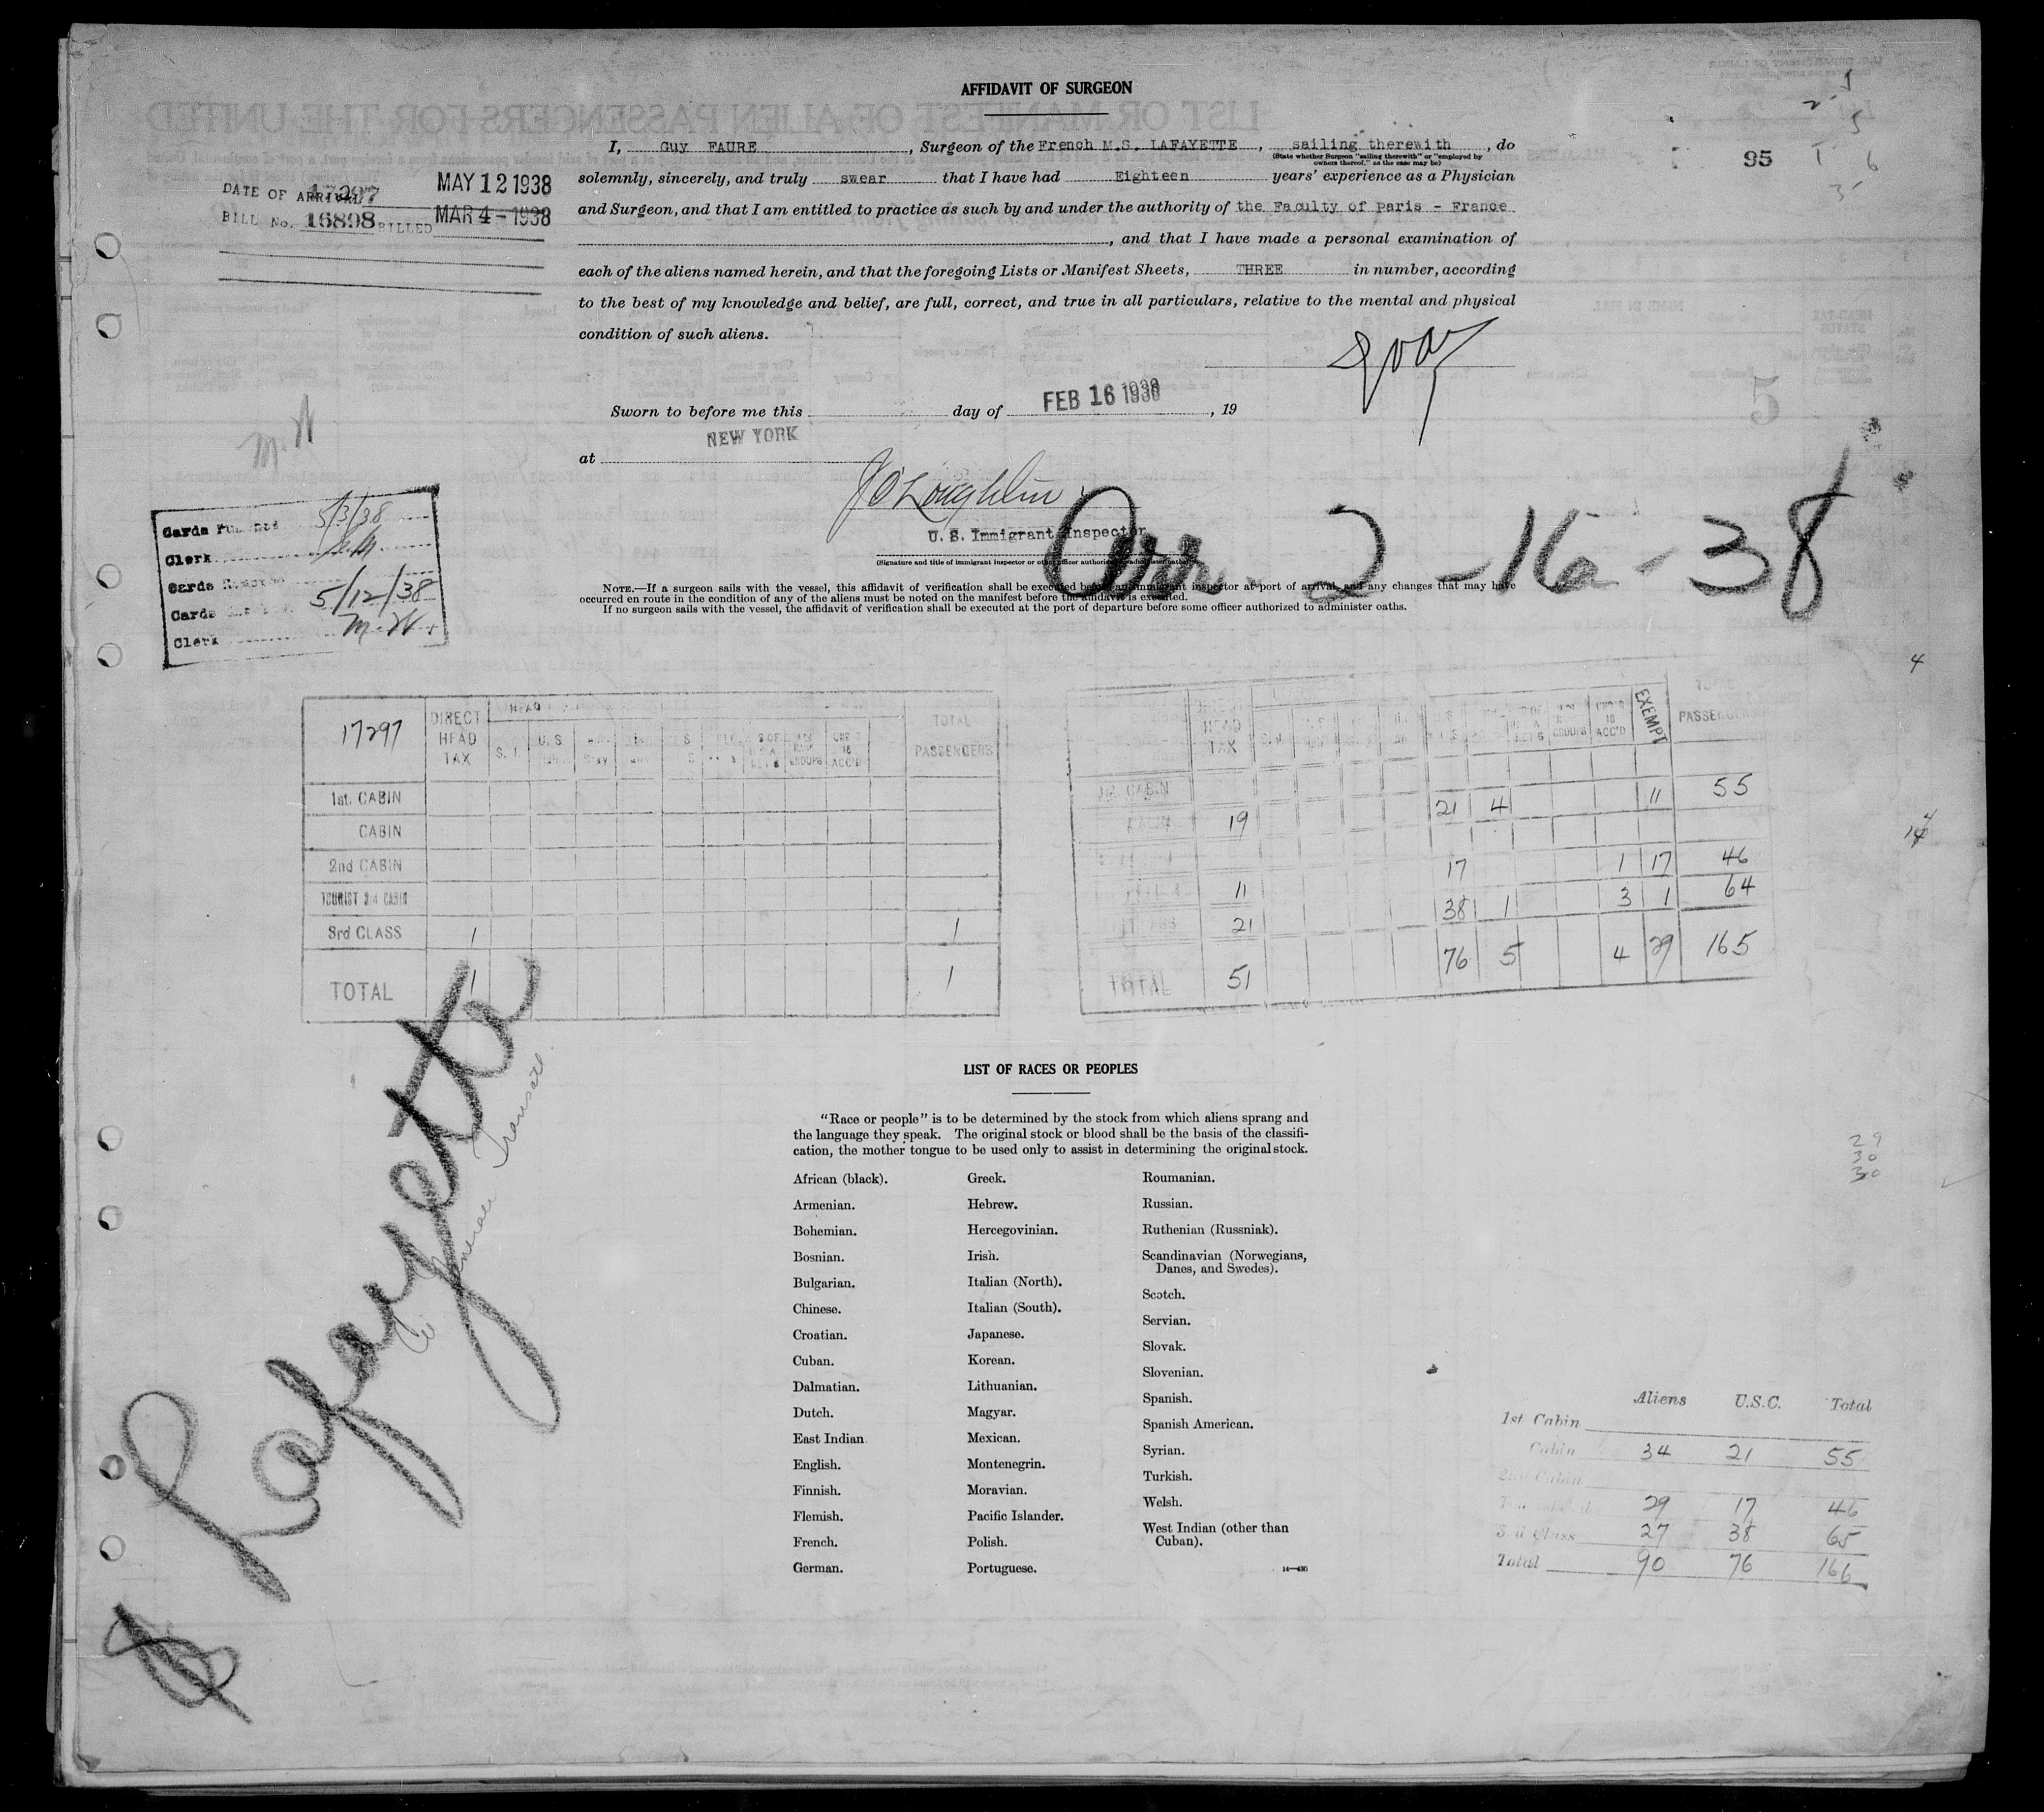 AFFIDAVIT OF SURGEON
I, Guy FAURE, Surgeon of the French M.S. LAFAYETTE, sailing therewith, do
(State whether Surgeon "sailing therewith" or "employed by owners thereof," as the case may be)
95
solemnly, sincerely, and truly swear that I have had Eighteen years' experience as a Physician
and Surgeon, and that I am entitled to practice as such by and under the authority of the Faculty of Paris - France
, and that I have made a personal examination of
each of the aliens named herein, and that the foregoing Lists or Manifest Sheets, THREE in number, according
to the best of my knowledge and belief, are full, correct, and true in all particulars, relative to the mental and physical
condition of such aliens.
DATE OF ARRIVAL 17297 MAY 12 1938
BILL No. 16898 BILLED MAR 4-1938
Sworn to before me this day of FEB 16 1938, 19
at NEW YORK
J O'Loughlin
U. S. Immigrant Inspector
Arr. 2-16-38
NOTE.—If a surgeon sails with the vessel, this affidavit of verification shall be executed before an immigrant inspector at port of arrival, and any changes that may have
occurred en route in the condition of any of the aliens must be noted on the manifest before the affidavit is executed.
If no surgeon sails with the vessel, the affidavit of verification shall be executed at the port of departure before some officer authorized to administer oaths.
M.W
Cards Punched 5/3/38
Clerk
Cards
5/12/38
Cards
Clerk M.W.
17297 DIRECT HEAD TAX TOTAL PASSENGERS
1st. CABIN
CABIN
2nd CABIN
TOURIST 3rd CABIN
3rd CLASS 1 1
TOTAL 1 1
HEAD TAX EXEMPT PASSENGERS
1st. CABIN
CABIN 19 21 4 11 55
11 17 1 17 46
21 38 1 3 1 64
TOTAL 51 76 5 4 29 165
Lafayette
Transatl
LIST OF RACES OR PEOPLES
"Race or people" is to be determined by the stock from which aliens sprang and
the language they speak. The original stock or blood shall be the basis of the classifi-
cation, the mother tongue to be used only to assist in determining the original stock.
African (black).
Armenian.
Bohemian.
Bosnian.
Bulgarian.
Chinese.
Croatian.
Cuban.
Dalmatian.
Dutch.
East Indian
English.
Finnish.
Flemish.
French.
German.
Greek.
Hebrew.
Hercegovinian.
Irish.
Italian (North).
Italian (South).
Japanese.
Korean.
Lithuanian.
Magyar.
Mexican.
Montenegrin.
Moravian.
Pacific Islander.
Polish.
Portuguese.
Roumanian.
Russian.
Ruthenian (Russniak).
Scandinavian (Norwegians,
Danes, and Swedes).
Scotch.
Servian.
Slovak.
Slovenian.
Spanish.
Spanish American.
Syrian.
Turkish.
Welsh.
West Indian (other than
Cuban).
29
30
30
Aliens U.S.C. Total
1st Cabin
Cabin 34 21 55
2nd Cabin
29 17 46
3rd Class 27 38 65
Total 90 76 166